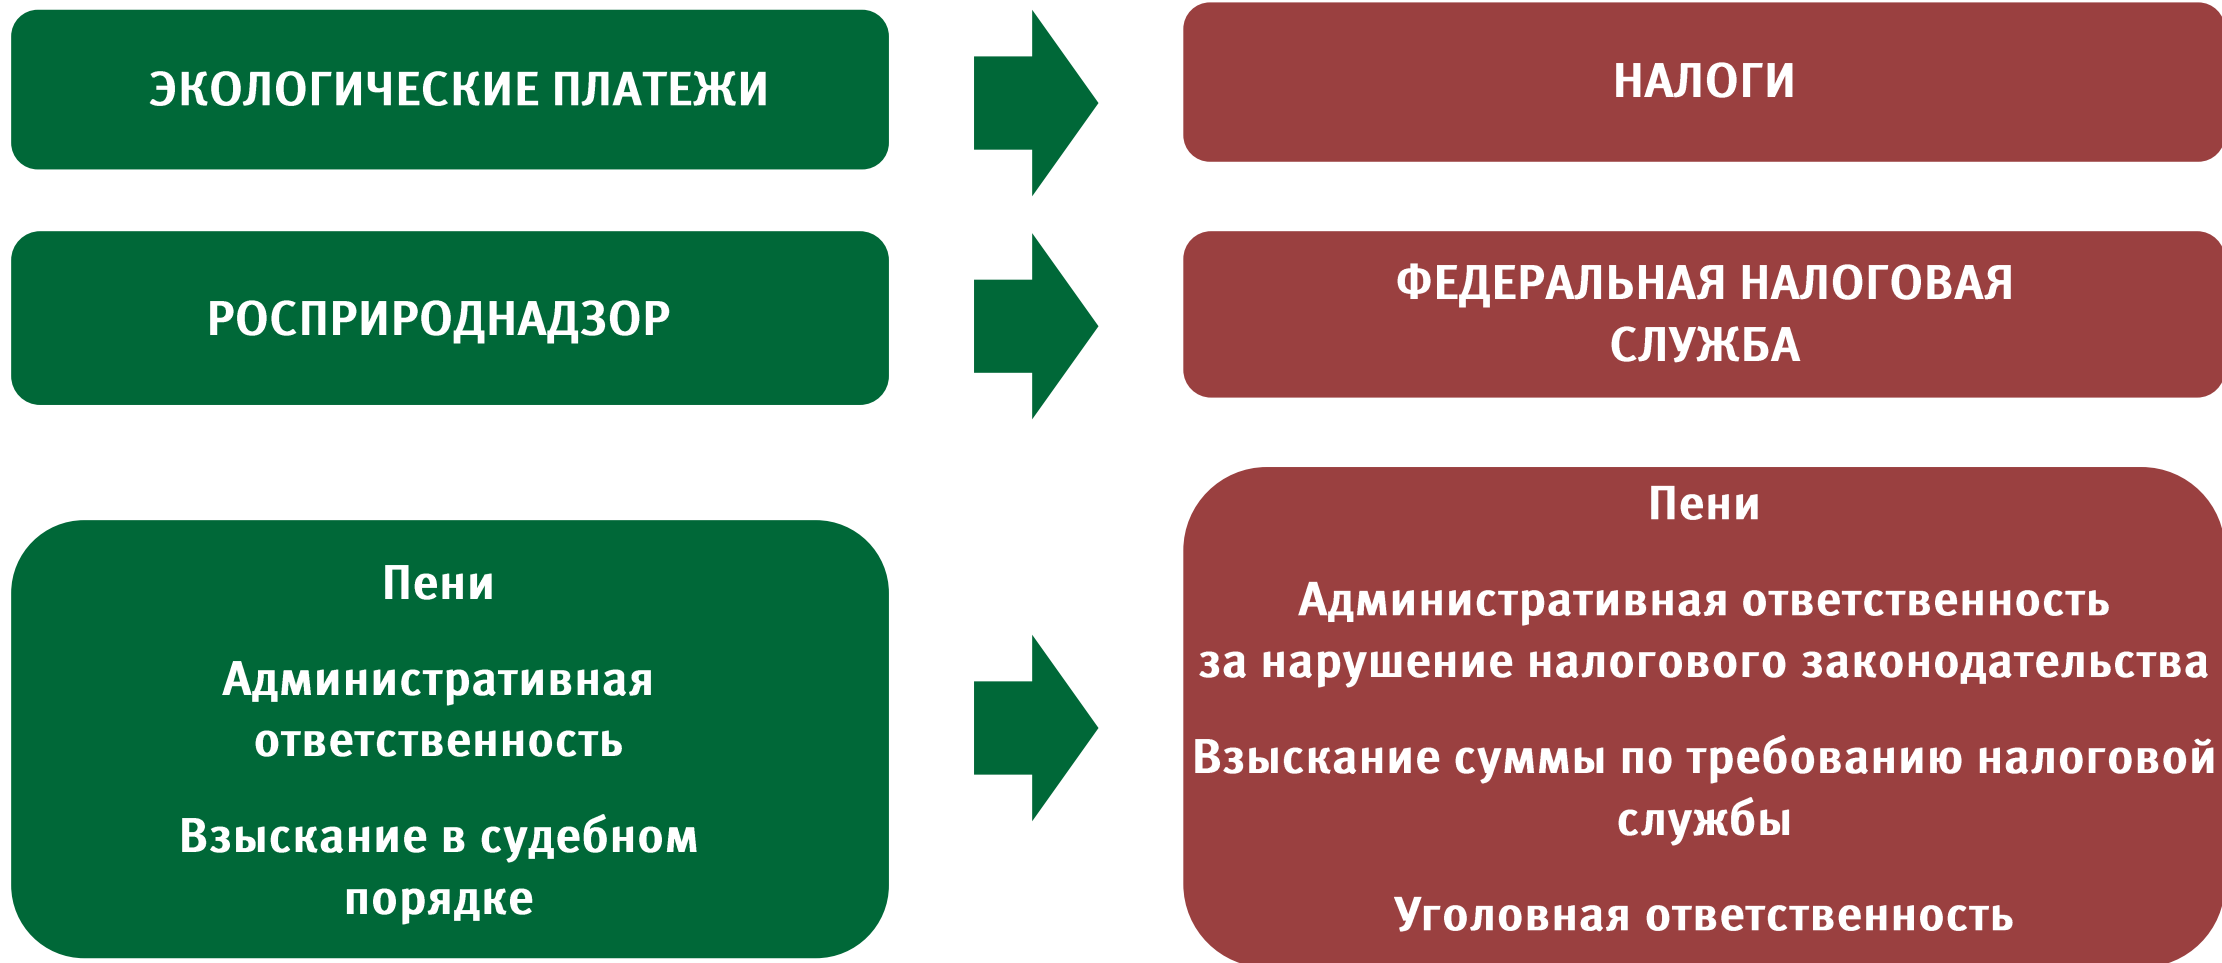 ЭКОЛОГИЧЕСКИЕ ПЛАТЕЖИ
НАЛОГИ
РОСПРИРОДНАДЗОР
ФЕДЕРАЛЬНАЯ НАЛОГОВАЯ
СЛУЖБА
Пени
Административная
ответственность
Взыскание в судебном
порядке
Пени
Административная ответственность
за нарушение налогового законодательства
Взыскание суммы по требованию налоговой
службы
Уголовная ответственность